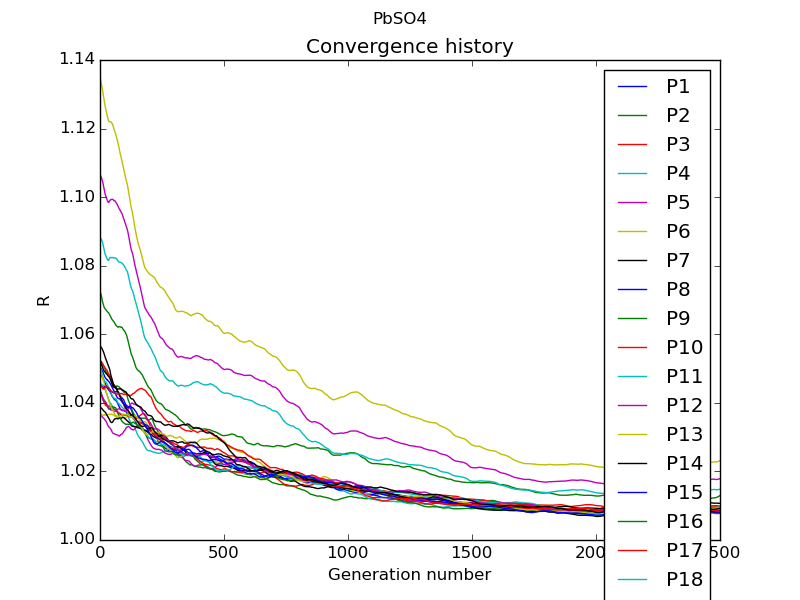 PbSO4
Convergence history
1.14
1.12
1.10
1.08
1.06
1.04
1.02
1.00
R
0
500
1000
1500
200
500
Generation number
P1
P2
P3
P4
P5
P6
P7
P8
P9
P10
P11
P12
P13
P14
P15
P16
P17
P18